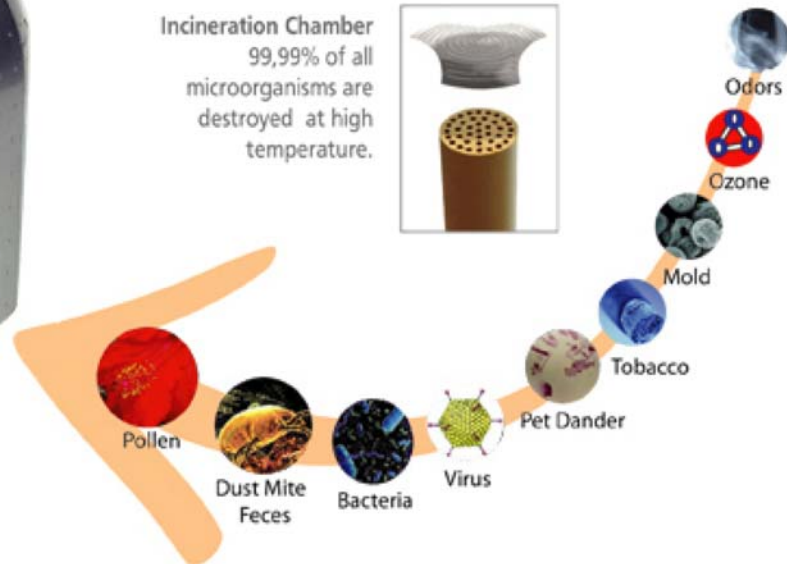 Incineration Chamber
99,99% of all
microorganisms are
destroyed at high
temperature.
Odors
Ozone
Mold
Tobacco
Pet Dander
Virus
Bacteria
Dust Mite
Feces
Pollen